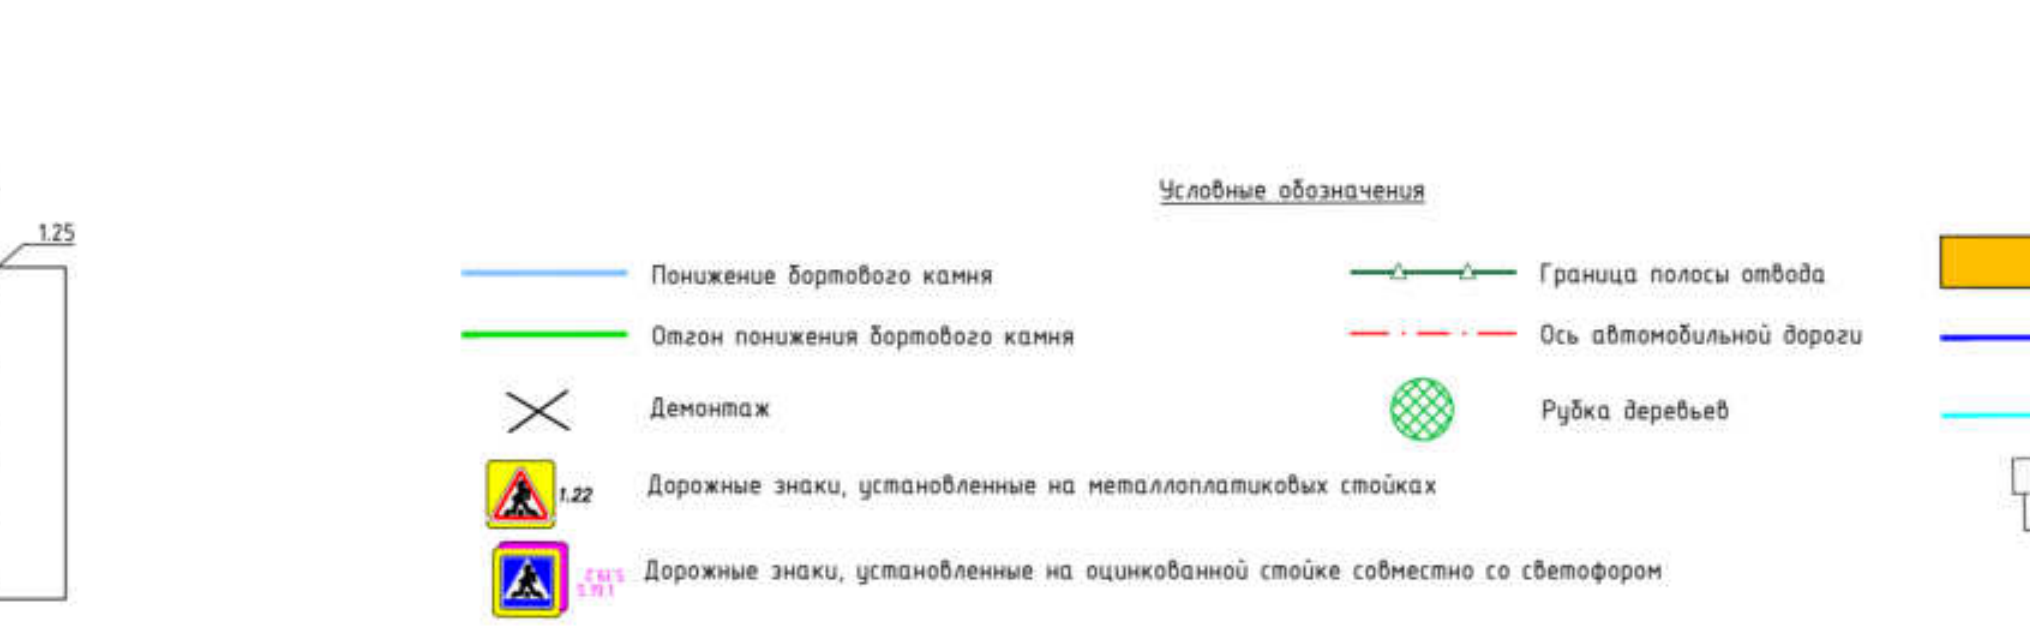 Условные обозначения
1.25
Понижение бортового камня
Граница полосы отвода
Отгон понижения бортового камня
Ось автомобильной дороги
Демонтаж
Рубка деревьев
1.22
Дорожные знаки, установленные на металлоплатиковых стойках
Дорожные знаки, установленные на оцинкованной стойке совместно со светофором